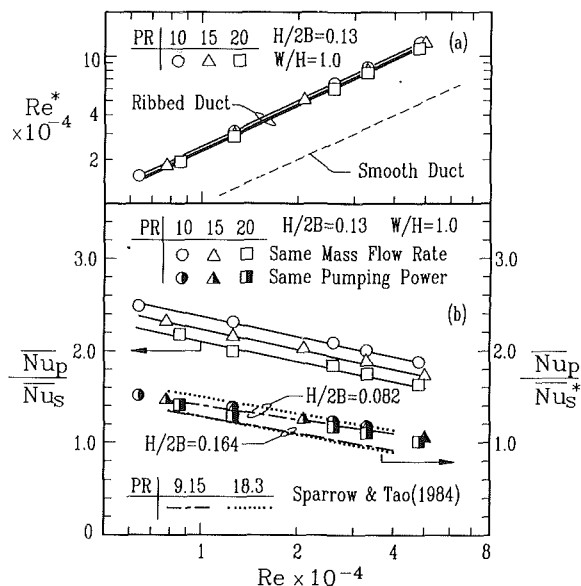 PR 10 15 20 H/2B=0.13 (a)
W/H=1.0
10
Re*
×10⁻⁴
4
2
Ribbed Duct
Smooth Duct
PR 10 15 20 H/2B=0.13 W/H=1.0
Same Mass Flow Rate
Same Pumping Power
(b)
3.0
2.0
1.0
0
3.0
2.0
1.0
0
Nup
Nus
Nup
Nus*
H/2B=0.082
H/2B=0.164
PR 9.15 18.3 Sparrow & Tao(1984)
1 2 4 8
Re × 10⁻⁴